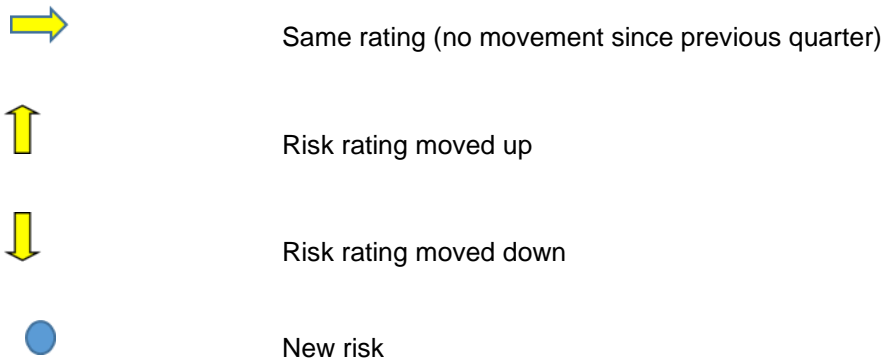 Same rating (no movement since previous quarter)
Risk rating moved up
Risk rating moved down
New risk